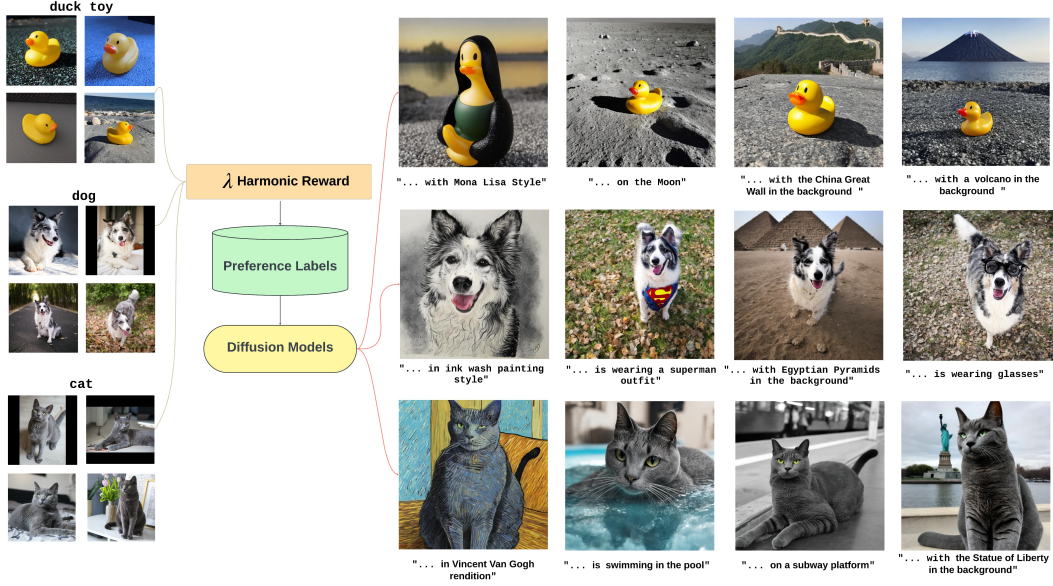 duck toy
dog
cat
λ Harmonic Reward
Preference Labels
Diffusion Models
"... with Mona Lisa Style"
"... on the Moon"
"... with the China Great
Wall in the background "
"... with a volcano in the
background "
"... in ink wash painting
style"
"... is wearing a superman
outfit"
"... with Egyptian Pyramids
in the background"
"... is wearing glasses"
"... in Vincent Van Gogh
rendition"
"... is swimming in the pool"
"... on a subway platform"
"... with the Statue of Liberty
in the background"